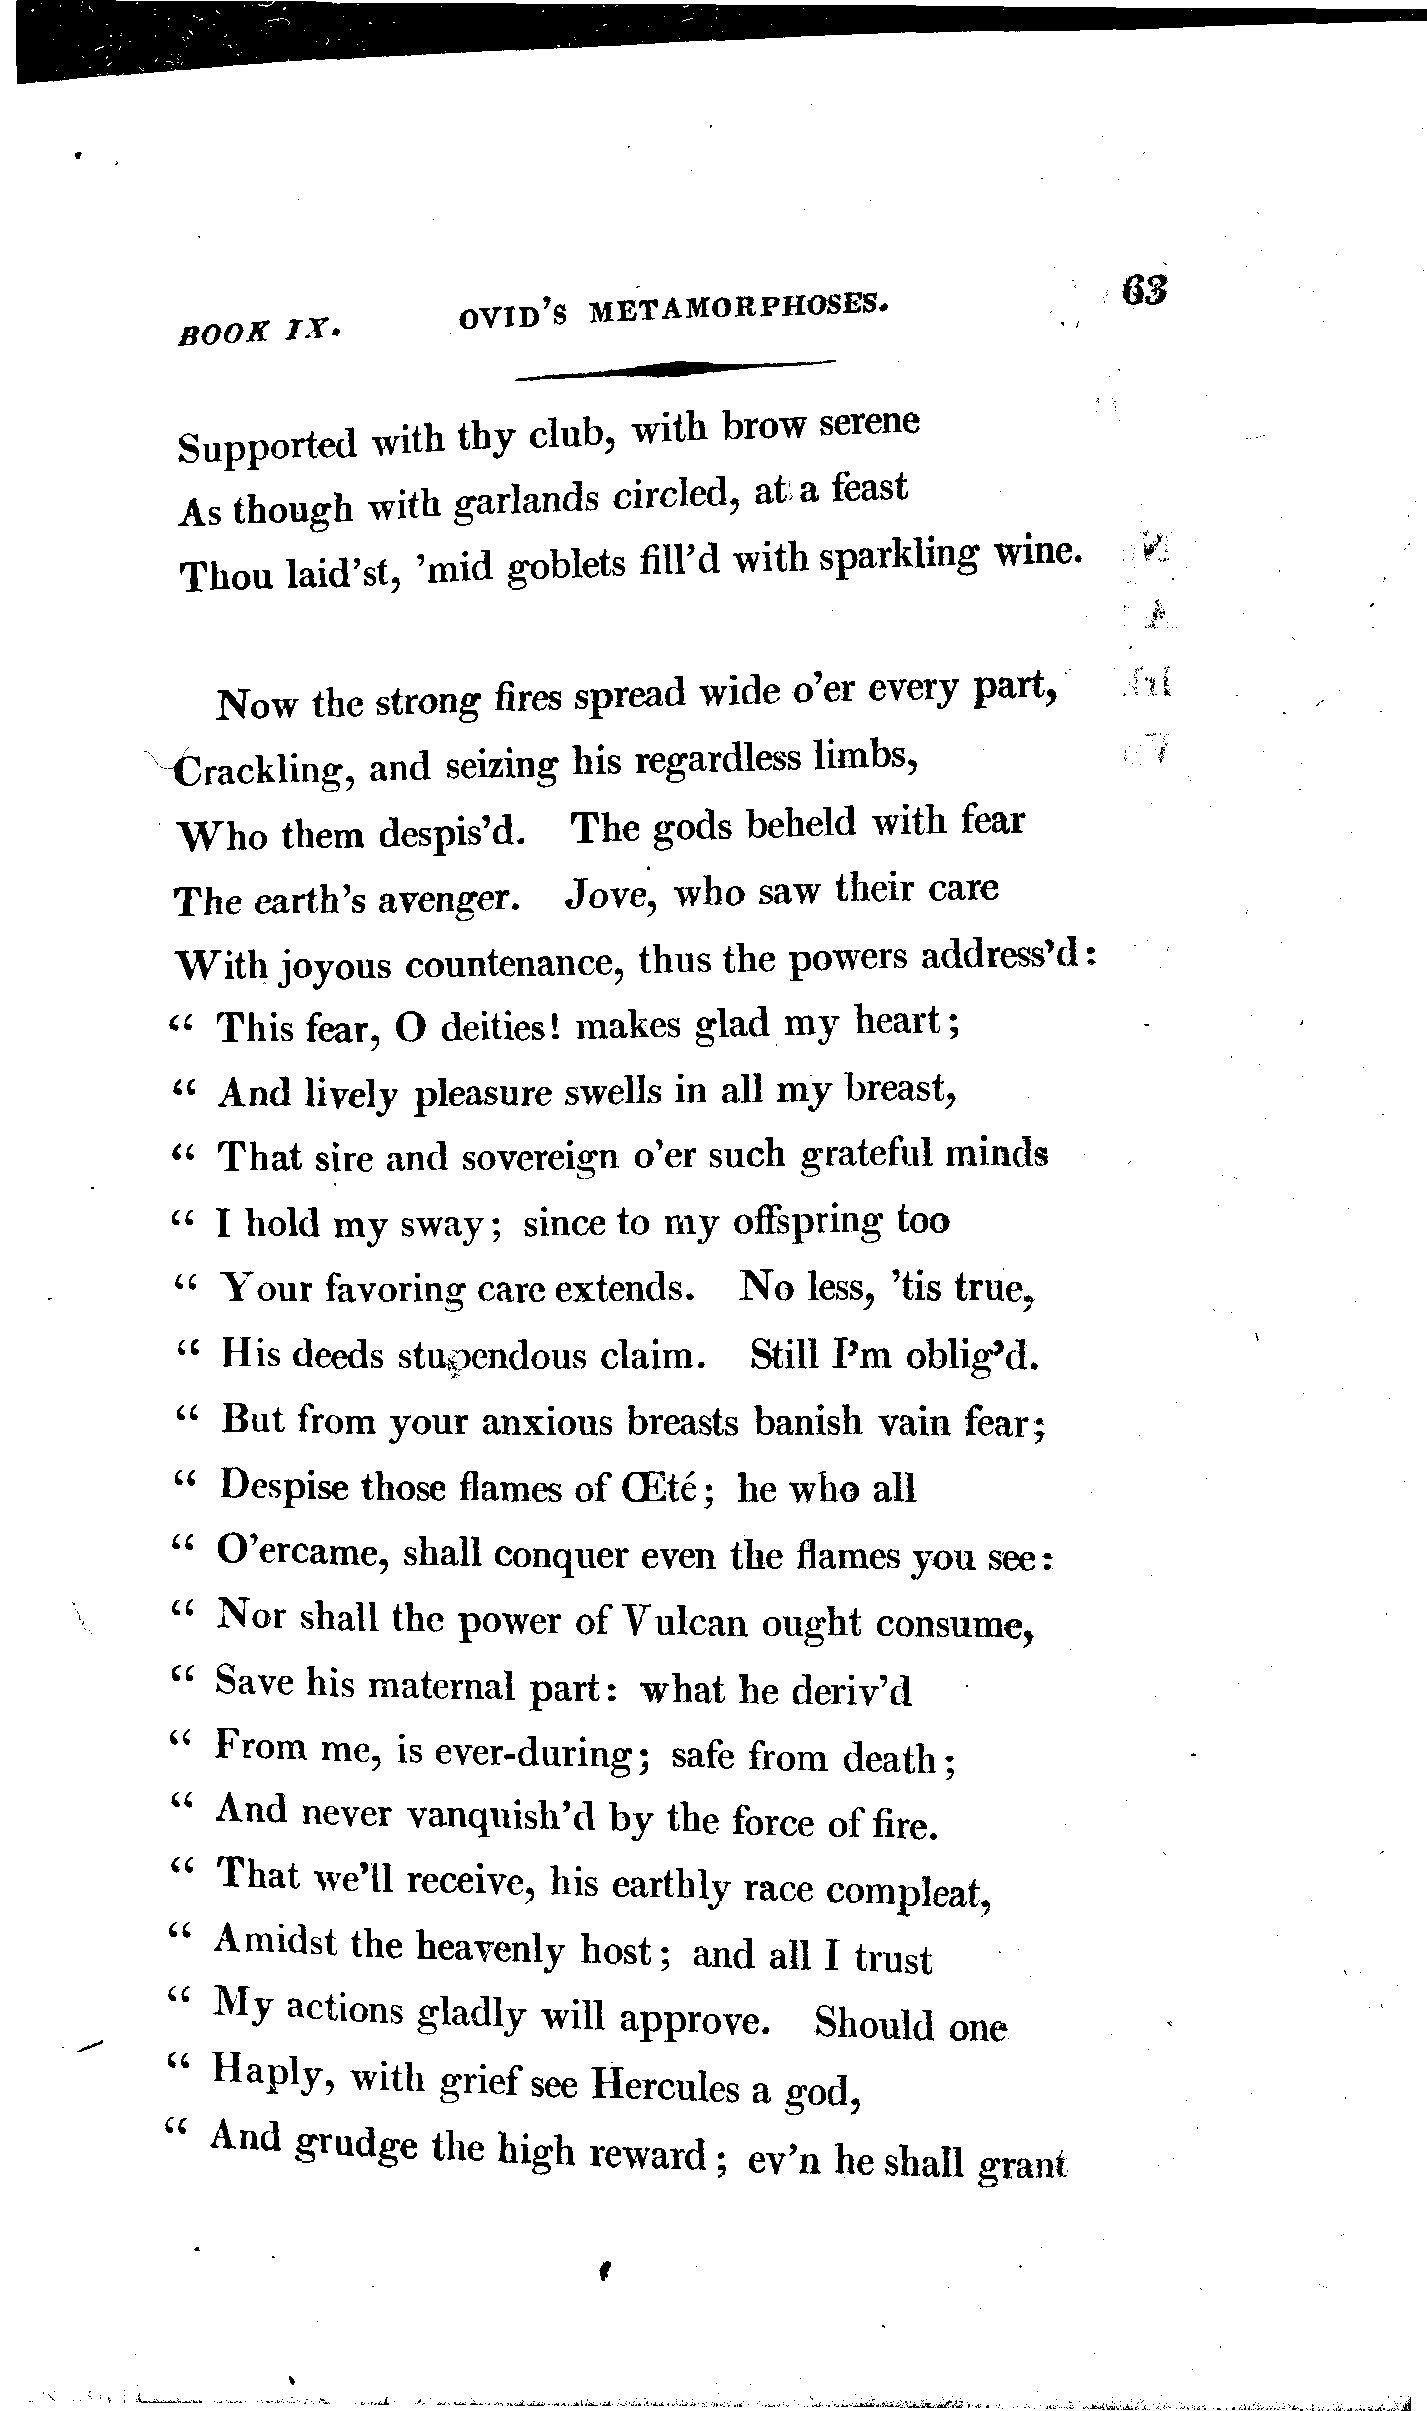 BOOK IX. OVID'S METAMORPHOSES. 63
Supported with thy club, with brow serene
As though with garlands circled, at a feast
Thou laid'st, 'mid goblets fill'd with sparkling wine.
Now the strong fires spread wide o'er every part,
Crackling, and seizing his regardless limbs,
Who them despis'd. The gods beheld with fear
The earth's avenger. Jove, who saw their care
With joyous countenance, thus the powers address'd:
“ This fear, O deities! makes glad my heart;
“ And lively pleasure swells in all my breast,
“ That sire and sovereign o'er such grateful minds
“ I hold my sway; since to my offspring too
“ Your favoring care extends. No less, 'tis true,
“ His deeds stupendous claim. Still I'm oblig'd.
“ But from your anxious breasts banish vain fear;
“ Despise those flames of Œté; he who all
“ O'ercame, shall conquer even the flames you see:
“ Nor shall the power of Vulcan ought consume,
“ Save his maternal part: what he deriv'd
“ From me, is ever-during; safe from death;
“ And never vanquish'd by the force of fire.
“ That we'll receive, his earthly race compleat,
“ Amidst the heavenly host; and all I trust
“ My actions gladly will approve. Should one
“ Haply, with grief see Hercules a god,
“ And grudge the high reward; ev'n he shall grant